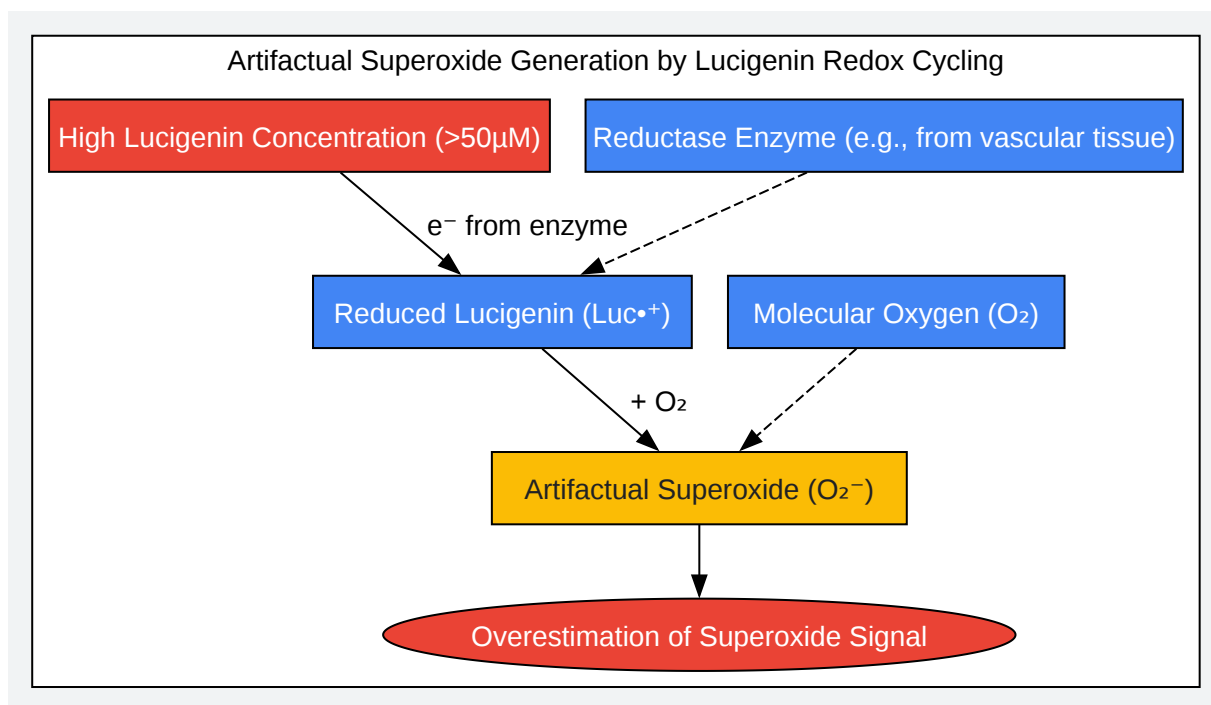 Artifactual Superoxide Generation by Lucigenin Redox Cycling
High Lucigenin Concentration (>50µM)
Reductase Enzyme (e.g., from vascular tissue)
e⁻ from enzyme
Reduced Lucigenin (Luc•⁺)
Molecular Oxygen (O₂)
+ O₂
Artifactual Superoxide (O₂⁻)
Overestimation of Superoxide Signal